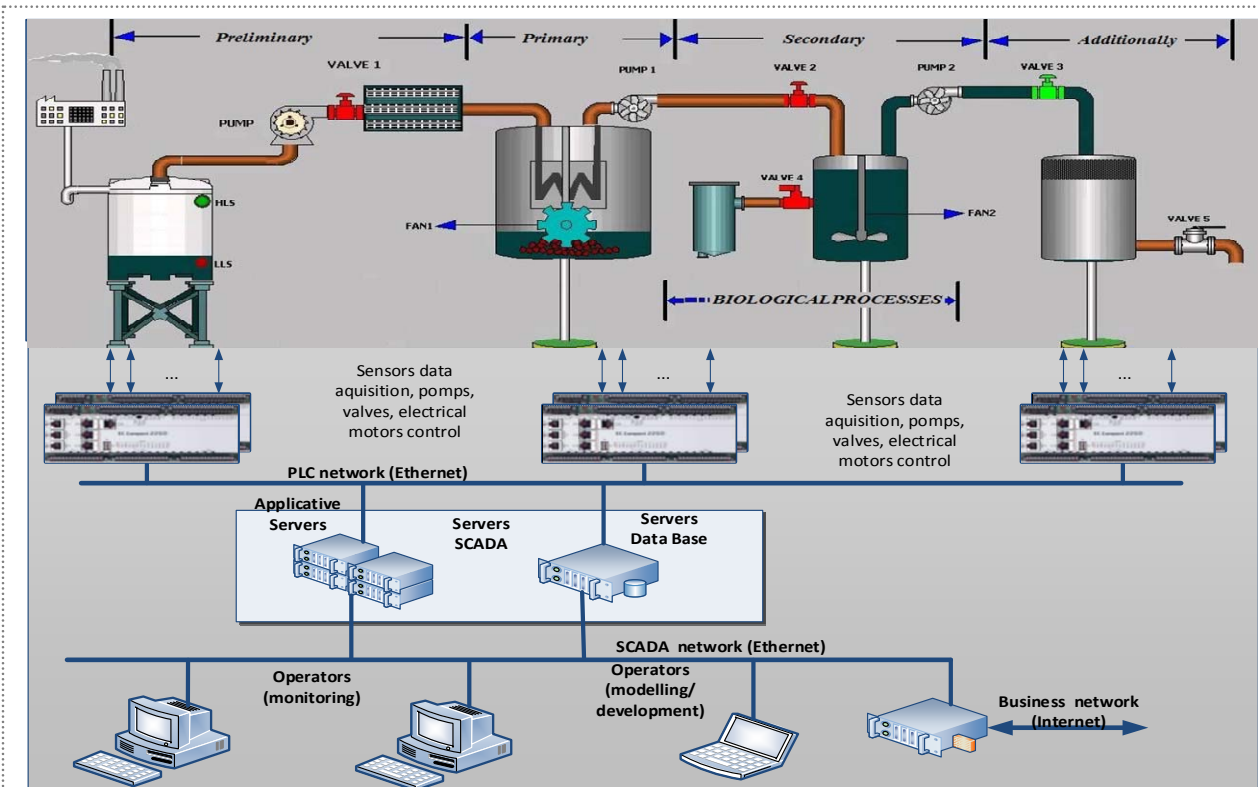 Preliminary
Primary
Secondary
Additionally
VALVE 1
PUMP 1
VALVE 2
PUMP 2
VALVE 3
PUMP
VALVE 4
HLS
FAN1
FAN2
VALVE 5
LLS
BIOLOGICAL PROCESSES
...
...
...
Sensors data
aquisition, pomps,
valves, electrical
motors control
Sensors data
aquisition, pomps,
valves, electrical
motors control
PLC network (Ethernet)
Applicative
Servers
Servers
SCADA
Servers
Data Base
SCADA network (Ethernet)
Operators
(monitoring)
Operators
(modelling/
development)
Business network
(Internet)